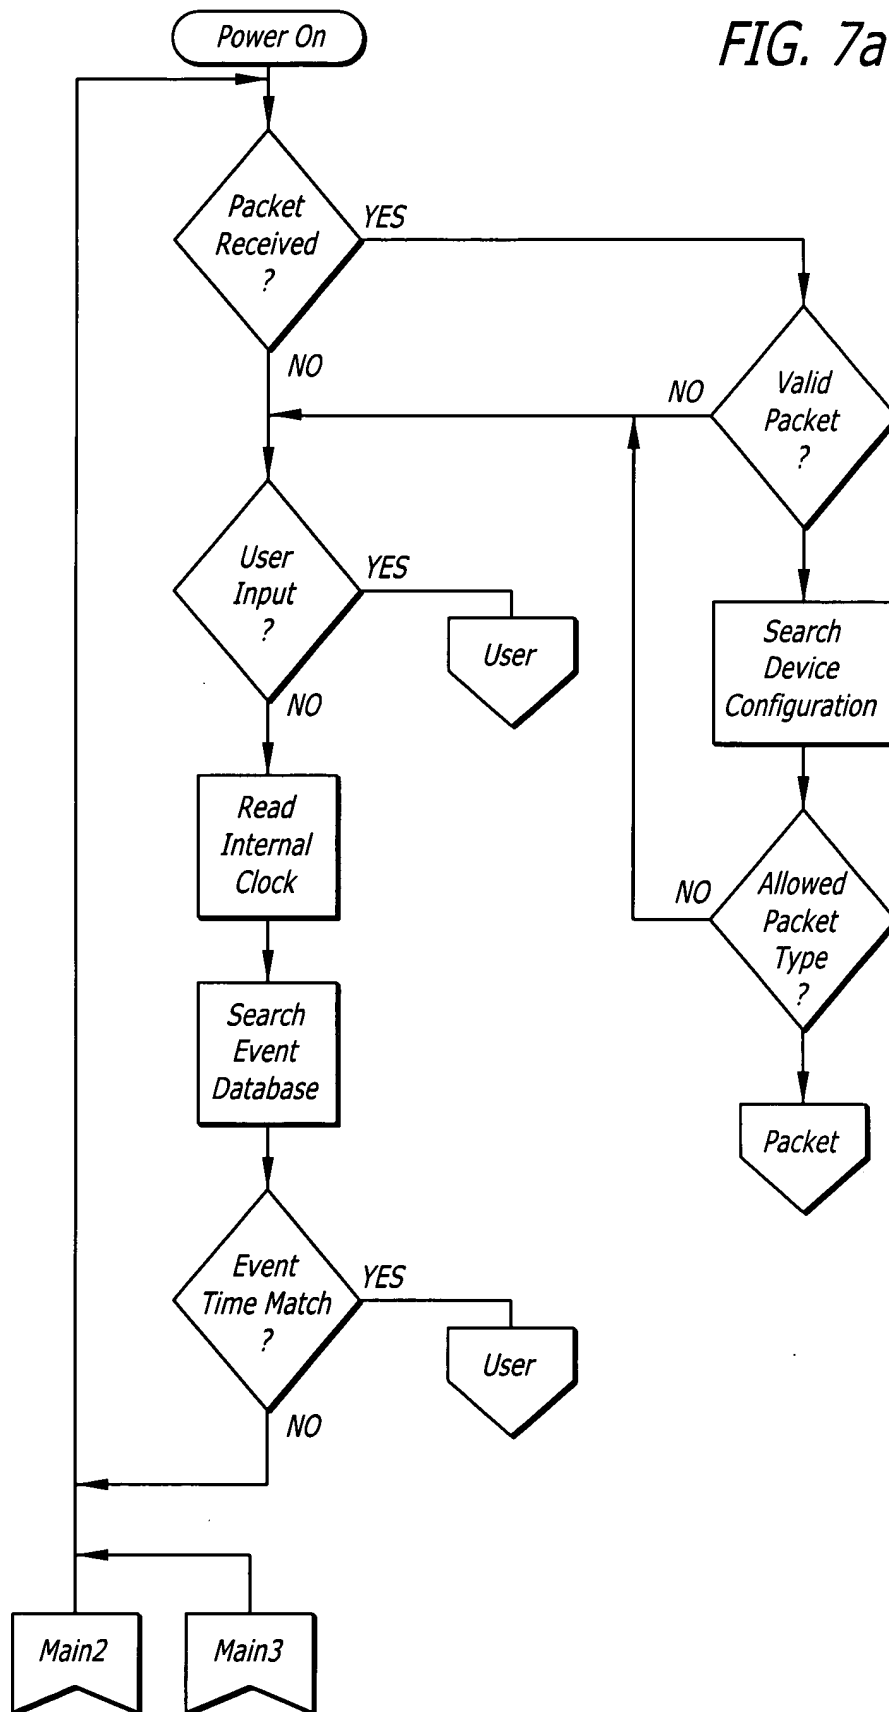 Power On
FIG. 7a
Packet
Received
?
YES
NO
Valid
Packet
?
NO
User
Input
?
YES
User
NO
Search
Device
Configuration
Read
Internal
Clock
Allowed
Packet
Type
?
NO
Search
Event
Database
Packet
Event
Time Match
?
YES
User
NO
Main2
Main3